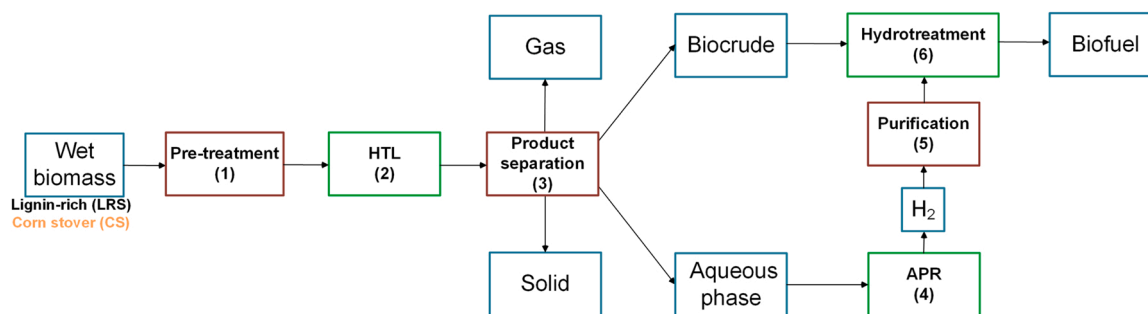 Gas
Biocrude
Hydrotreatment
(6)
Biofuel
Wet
biomass
Pre-treatment
(1)
HTL
(2)
Product
separation
(3)
Purification
(5)
Lignin-rich (LRS)
Corn stover (CS)
H₂
Solid
Aqueous
phase
APR
(4)